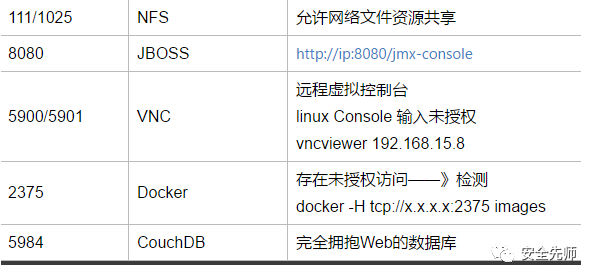 111/1025 NFS 允许网络文件资源共享
8080 JBOSS http://ip:8080/jmx-console
5900/5901 VNC 远程虚拟控制台
linux Console 输入未授权
vncviewer 192.168.15.8
2375 Docker 存在未授权访问——》检测
docker -H tcp://x.x.x.x:2375 images
5984 CouchDB 完全拥抱Web的数据库
安全先师